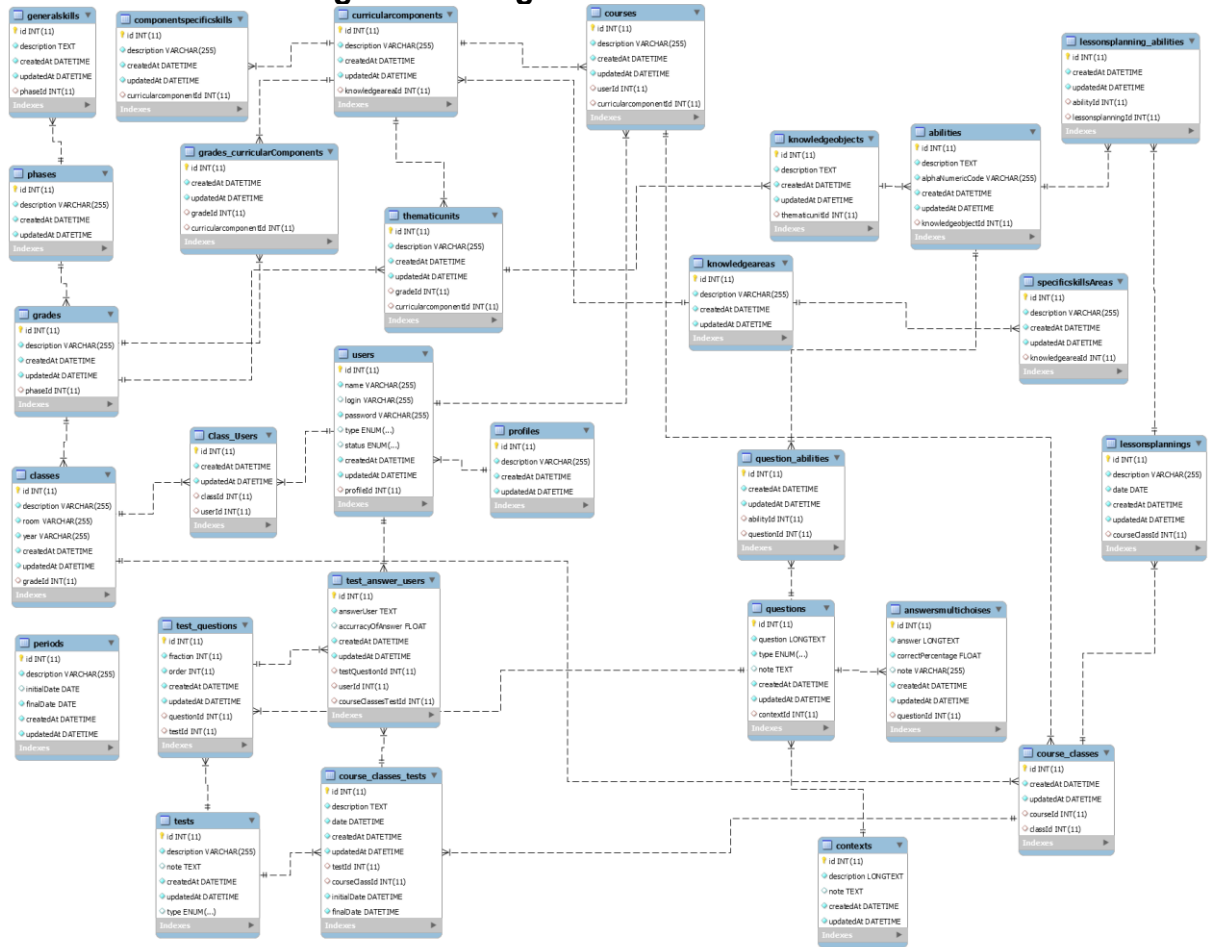 generalskills
id INT(11)
description TEXT
createdAt DATETIME
updatedAt DATETIME
phaseId INT(11)
Indexes
componentspecificskills
id INT(11)
description VARCHAR(255)
createdAt DATETIME
updatedAt DATETIME
curricularcomponentId INT(11)
Indexes
curricularcomponents
id INT(11)
description VARCHAR(255)
createdAt DATETIME
updatedAt DATETIME
knowledgeareaId INT(11)
Indexes
courses
id INT(11)
description VARCHAR(255)
createdAt DATETIME
updatedAt DATETIME
userId INT(11)
curricularcomponentId INT(11)
Indexes
lessonsplanning_abilities
id INT(11)
createdAt DATETIME
updatedAt DATETIME
abilityId INT(11)
lessonsplanningId INT(11)
Indexes
phases
id INT(11)
description VARCHAR(255)
createdAt DATETIME
updatedAt DATETIME
Indexes
grades_curricularComponents
id INT(11)
createdAt DATETIME
updatedAt DATETIME
gradeId INT(11)
curricularcomponentId INT(11)
Indexes
thematicunits
id INT(11)
description VARCHAR(255)
createdAt DATETIME
updatedAt DATETIME
gradeId INT(11)
curricularcomponentId INT(11)
Indexes
knowledgeobjects
id INT(11)
description TEXT
createdAt DATETIME
updatedAt DATETIME
thematicunitId INT(11)
Indexes
abilities
id INT(11)
description TEXT
alphaNumericCode VARCHAR(255)
createdAt DATETIME
updatedAt DATETIME
knowledgeobjectId INT(11)
Indexes
knowledgeareas
id INT(11)
description VARCHAR(255)
createdAt DATETIME
updatedAt DATETIME
Indexes
specificskillsAreas
id INT(11)
description VARCHAR(255)
createdAt DATETIME
updatedAt DATETIME
knowledgeareaId INT(11)
Indexes
grades
id INT(11)
description VARCHAR(255)
createdAt DATETIME
updatedAt DATETIME
phaseId INT(11)
Indexes
users
id INT(11)
name VARCHAR(255)
login VARCHAR(255)
password VARCHAR(255)
type ENUM(...)
status ENUM(...)
createdAt DATETIME
updatedAt DATETIME
profileId INT(11)
Indexes
Class_Users
id INT(11)
createdAt DATETIME
updatedAt DATETIME
classId INT(11)
userId INT(11)
Indexes
profiles
id INT(11)
description VARCHAR(255)
createdAt DATETIME
updatedAt DATETIME
Indexes
classes
id INT(11)
description VARCHAR(255)
room VARCHAR(255)
year VARCHAR(255)
createdAt DATETIME
updatedAt DATETIME
gradeId INT(11)
Indexes
question_abilities
id INT(11)
createdAt DATETIME
updatedAt DATETIME
abilityId INT(11)
questionId INT(11)
Indexes
lessonsplannings
id INT(11)
description VARCHAR(255)
date DATE
createdAt DATETIME
updatedAt DATETIME
courseClassId INT(11)
Indexes
test_answer_users
id INT(11)
answerUser TEXT
accurracyOfAnswer FLOAT
createdAt DATETIME
updatedAt DATETIME
testQuestionId INT(11)
userId INT(11)
courseClassesTestId INT(11)
Indexes
test_questions
id INT(11)
fraction INT(11)
order INT(11)
createdAt DATETIME
updatedAt DATETIME
questionId INT(11)
testId INT(11)
Indexes
questions
id INT(11)
question LONGTEXT
type ENUM(...)
note TEXT
createdAt DATETIME
updatedAt DATETIME
contextId INT(11)
Indexes
answersmultichoises
id INT(11)
answer LONGTEXT
correctPercentage FLOAT
note VARCHAR(255)
createdAt DATETIME
updatedAt DATETIME
questionId INT(11)
Indexes
periods
id INT(11)
description VARCHAR(255)
initialDate DATE
finalDate DATE
createdAt DATETIME
updatedAt DATETIME
Indexes
course_classes
id INT(11)
createdAt DATETIME
updatedAt DATETIME
courseId INT(11)
classId INT(11)
Indexes
course_classes_tests
id INT(11)
description TEXT
date DATETIME
createdAt DATETIME
updatedAt DATETIME
testId INT(11)
courseClassId INT(11)
initialDate DATETIME
finalDate DATETIME
Indexes
tests
id INT(11)
description VARCHAR(255)
note TEXT
createdAt DATETIME
updatedAt DATETIME
type ENUM(...)
Indexes
contexts
id INT(11)
description LONGTEXT
note TEXT
createdAt DATETIME
updatedAt DATETIME
Indexes